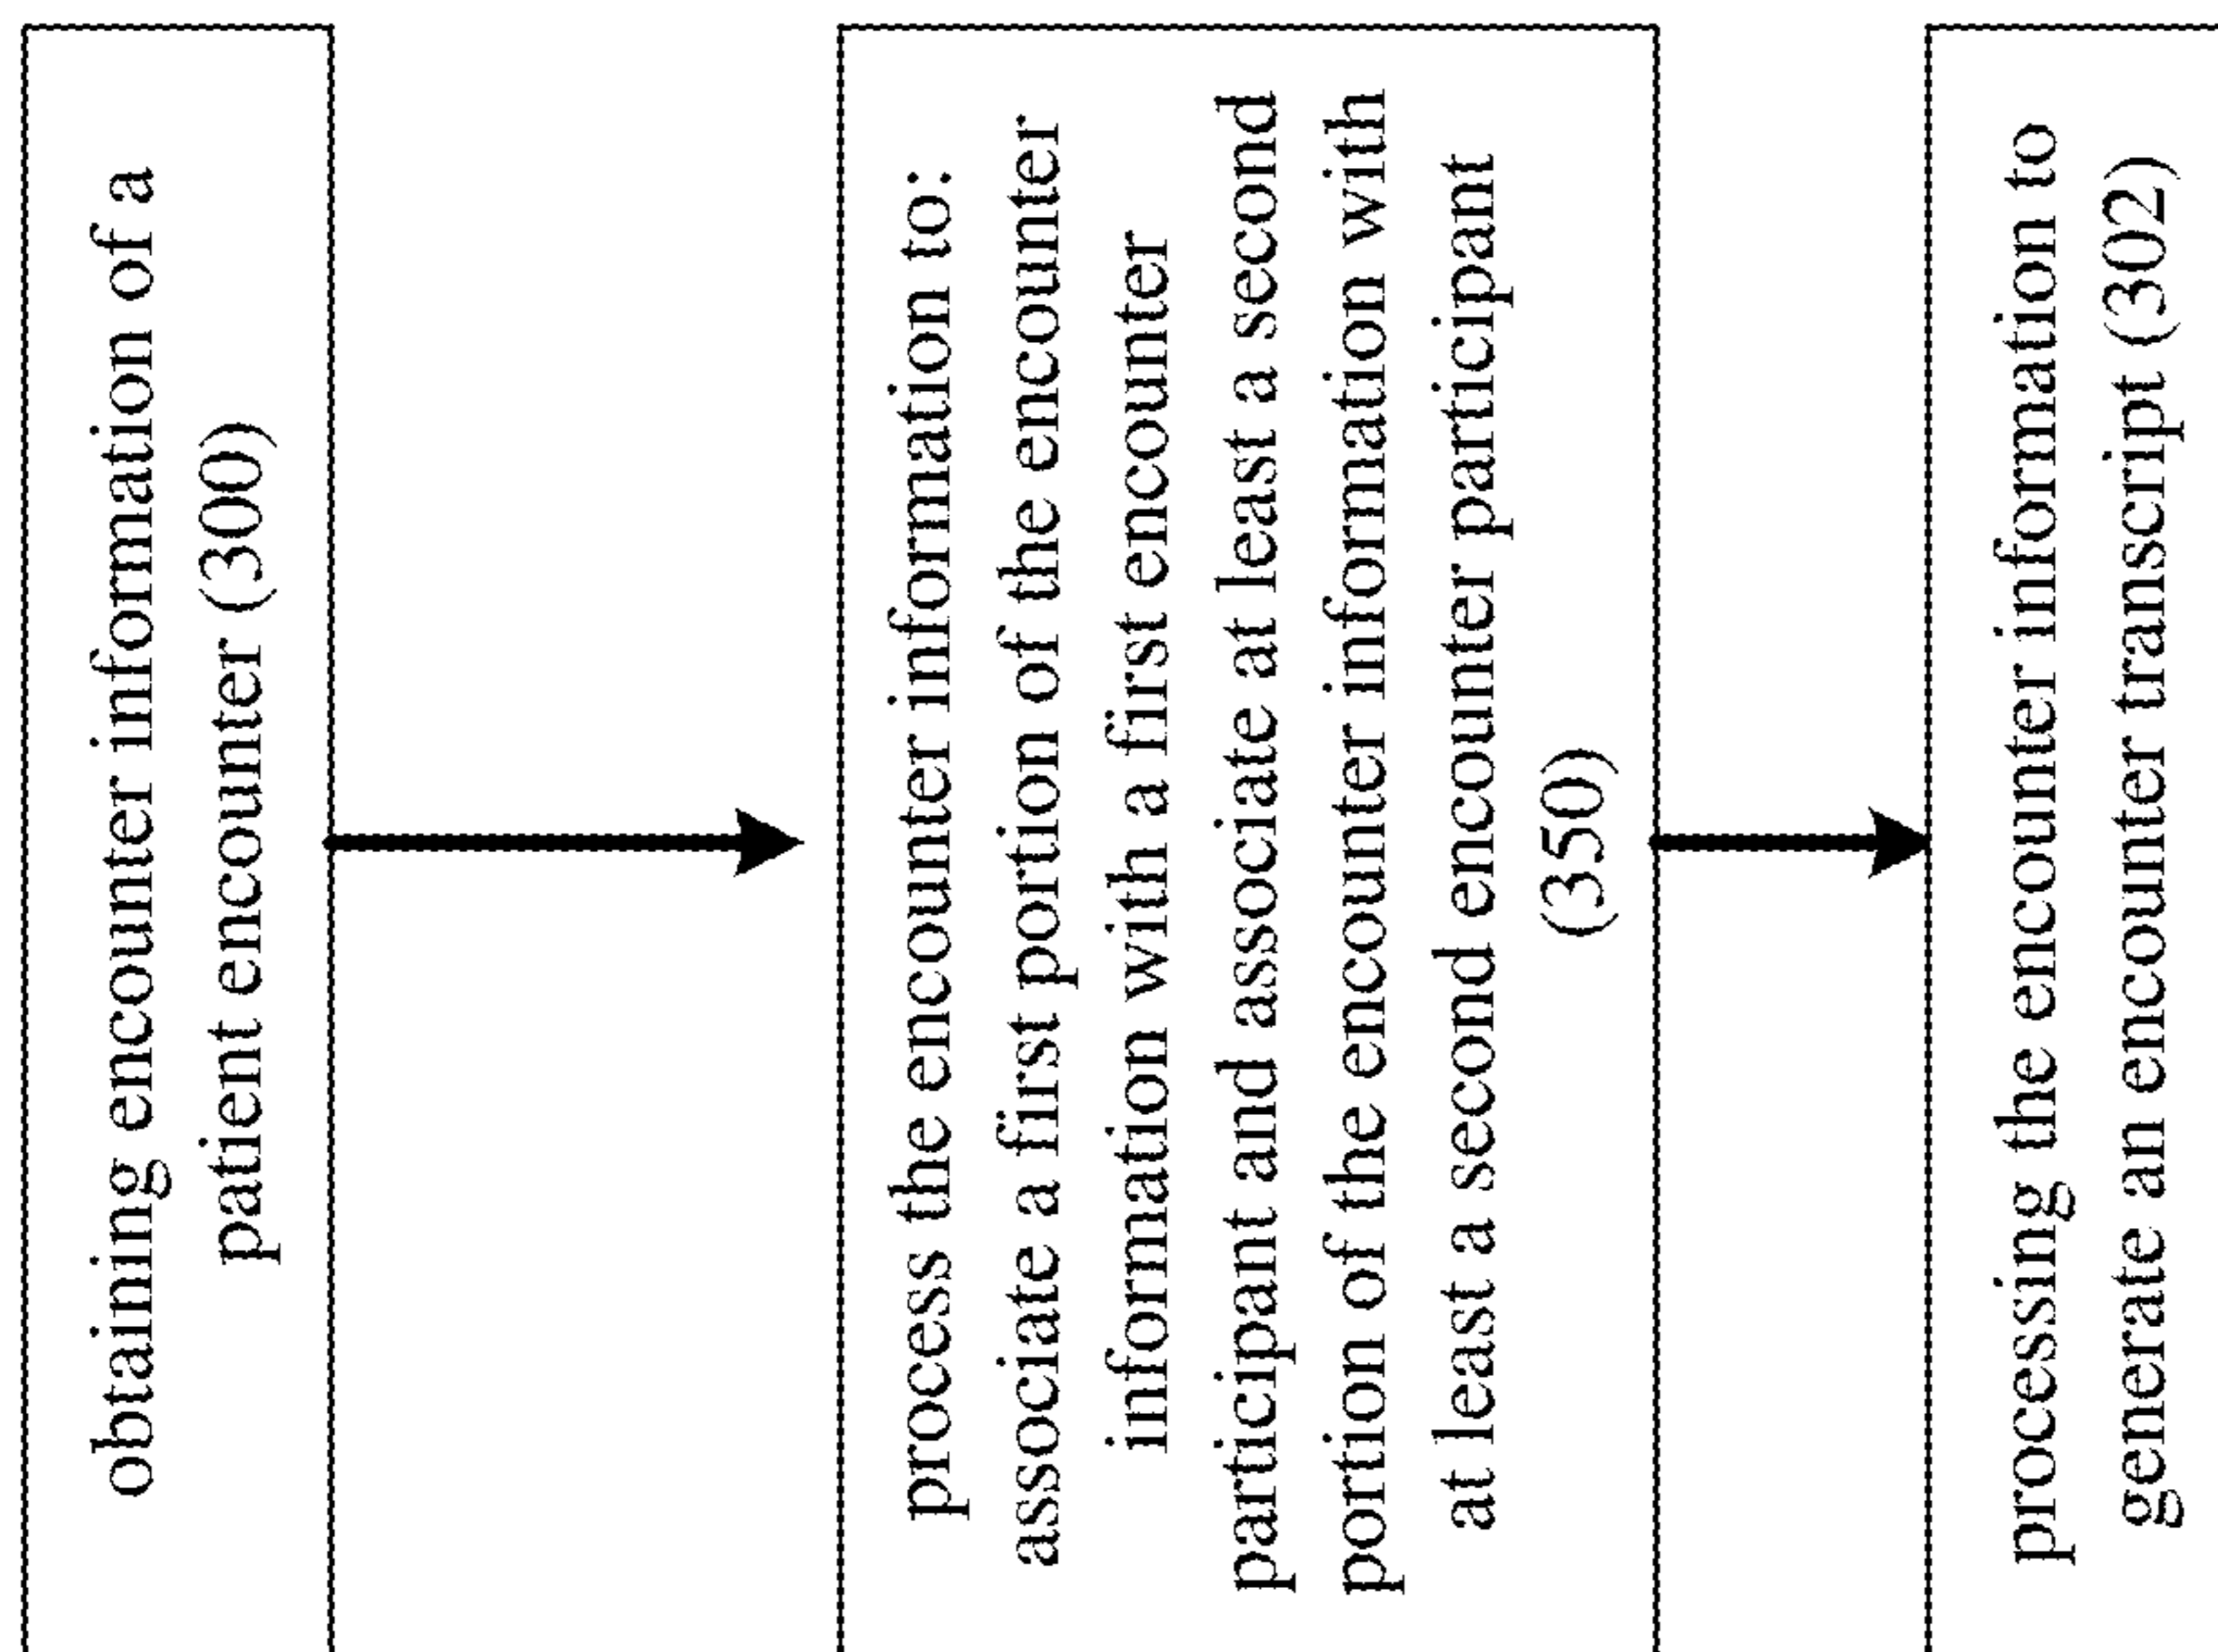 obtaining encounter information of a
patient encounter (300)
process the encounter information to:
associate a first portion of the encounter
information with a first encounter
participant and associate at least a second
portion of the encounter information with
at least a second encounter participant
(350)
processing the encounter information to
generate an encounter transcript (302)